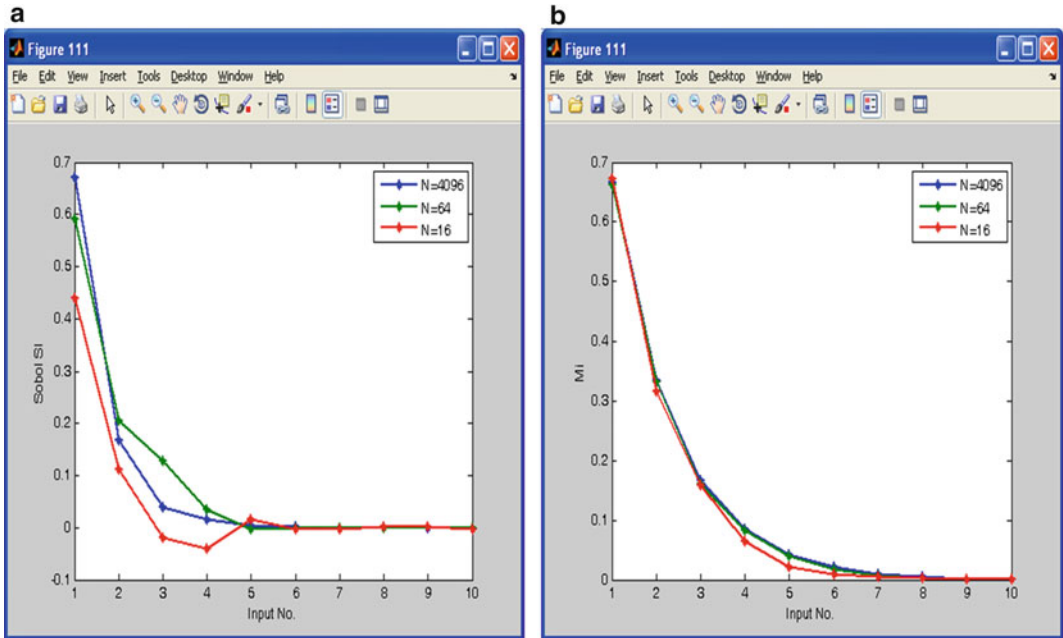 a
Figure 111
File Edit View Insert Tools Desktop Window Help
0.7
0.6
0.5
0.4
0.3
0.2
0.1
0
-0.1
Sobol SI
1 2 3 4 5 6 7 8 9 10
Input No.
N=4096
N=64
N=16
b
Figure 111
File Edit View Insert Tools Desktop Window Help
0.7
0.6
0.5
0.4
0.3
0.2
0.1
0
Mi
1 2 3 4 5 6 7 8 9 10
Input No.
N=4096
N=64
N=16